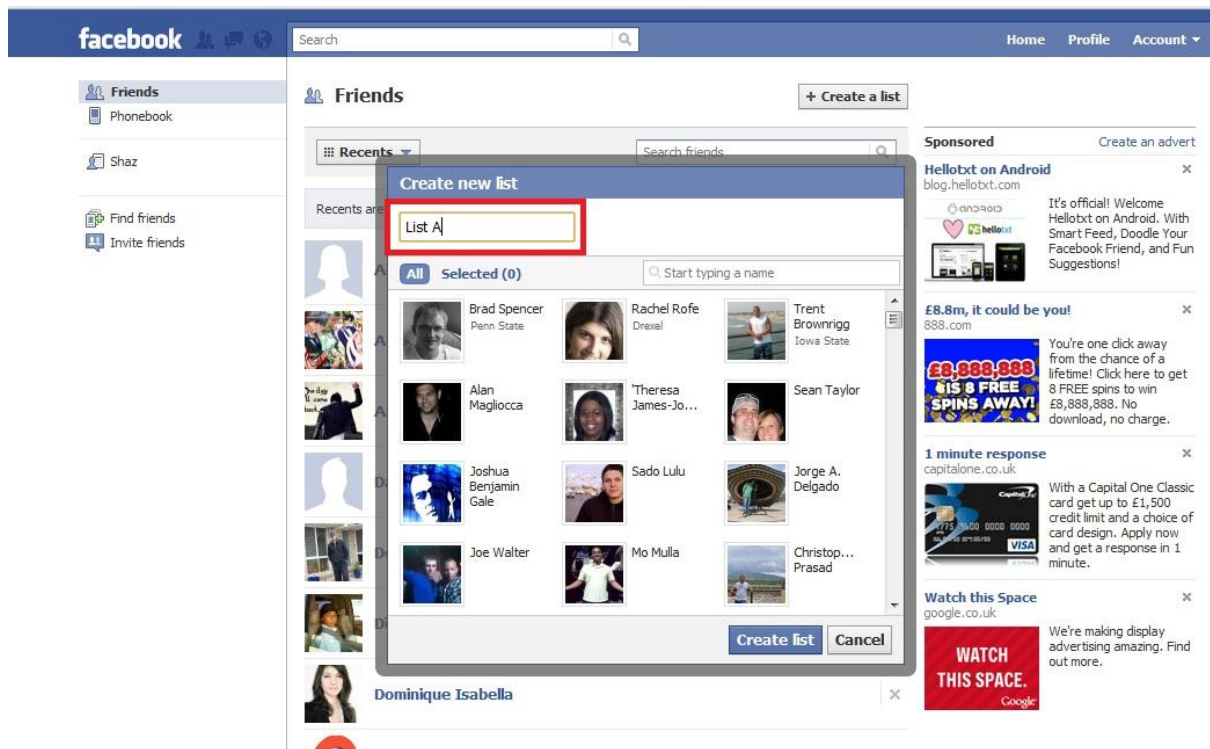 facebook
Search
Home Profile Account
Friends
Phonebook
Shaz
Find friends
Invite friends
Friends
+ Create a list
Recents
Search friends
Recents are
Create new list
List A
All Selected (0)
Start typing a name
Brad Spencer
Penn State
Rachel Rofe
Drexel
Trent
Brownrigg
Iowa State
Alan
Magliocca
'Theresa
James-Jo...
Sean Taylor
Joshua
Benjamin
Gale
Sado Lulu
Jorge A.
Delgado
Joe Walter
Mo Mulla
Christop...
Prasad
Create list Cancel
Dominique Isabella
Sponsored Create an advert
Hellotxt on Android
blog.hellotxt.com
ANDROID
hellotxt
It's official! Welcome
Hellotxt on Android. With
Smart Feed, Doodle Your
Facebook Friend, and Fun
Suggestions!
£8.8m, it could be you!
888.com
£8,888,888
IS 8 FREE
SPINS AWAY!
You're one click away
from the chance of a
lifetime! Click here to get
8 FREE spins to win
£8,888,888. No
download, no charge.
1 minute response
capitalone.co.uk
Capital One
VISA
With a Capital One Classic
card get up to £1,500
credit limit and a choice of
card design. Apply now
and get a response in 1
minute.
Watch this Space
google.co.uk
WATCH
THIS SPACE.
Google
We're making display
advertising amazing. Find
out more.